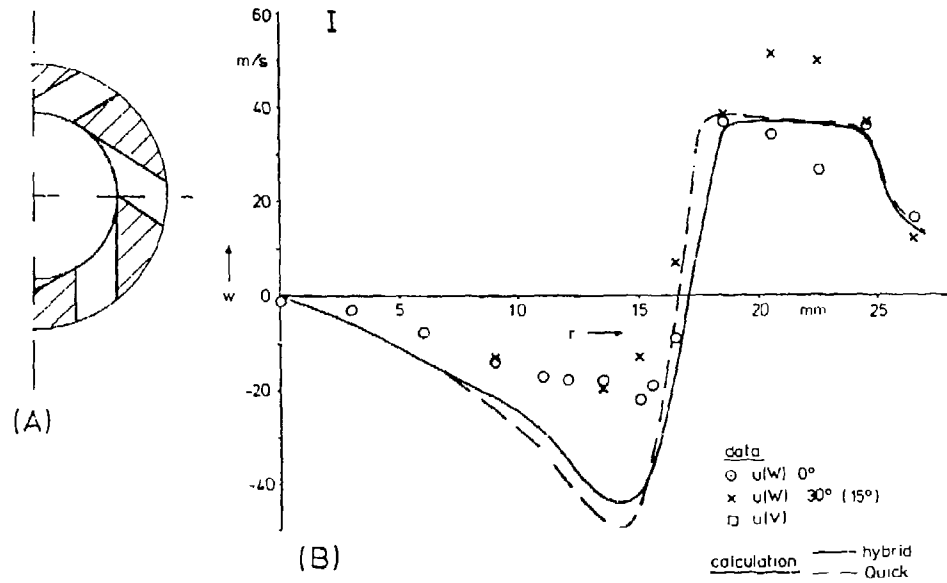 (A)
I
60
m/s
40
20
w
0
-20
-40
5
10
15
20
25
r
mm
(B)
data
○ u(W) 0°
× u(W) 30° (15°)
□ u(V)
calculation
hybrid
Quick